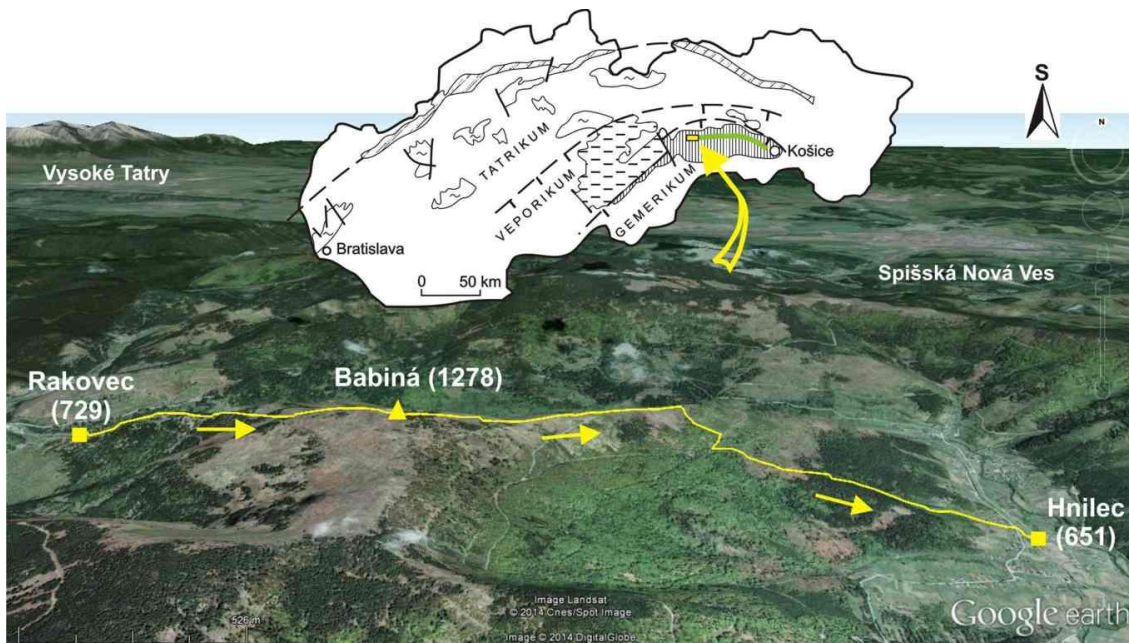 S
N
Vysoké Tatry
TATRIKUM
VEPORIKUM
GEMERIKUM
Košice
Bratislava
0 50 km
Spišská Nová Ves
Rakovec
(729)
Babiná (1278)
Hnilec
(651)
Image Landsat
© 2014 Cnes/Spot Image
526 m
Image © 2014 DigitalGlobe
Google earth